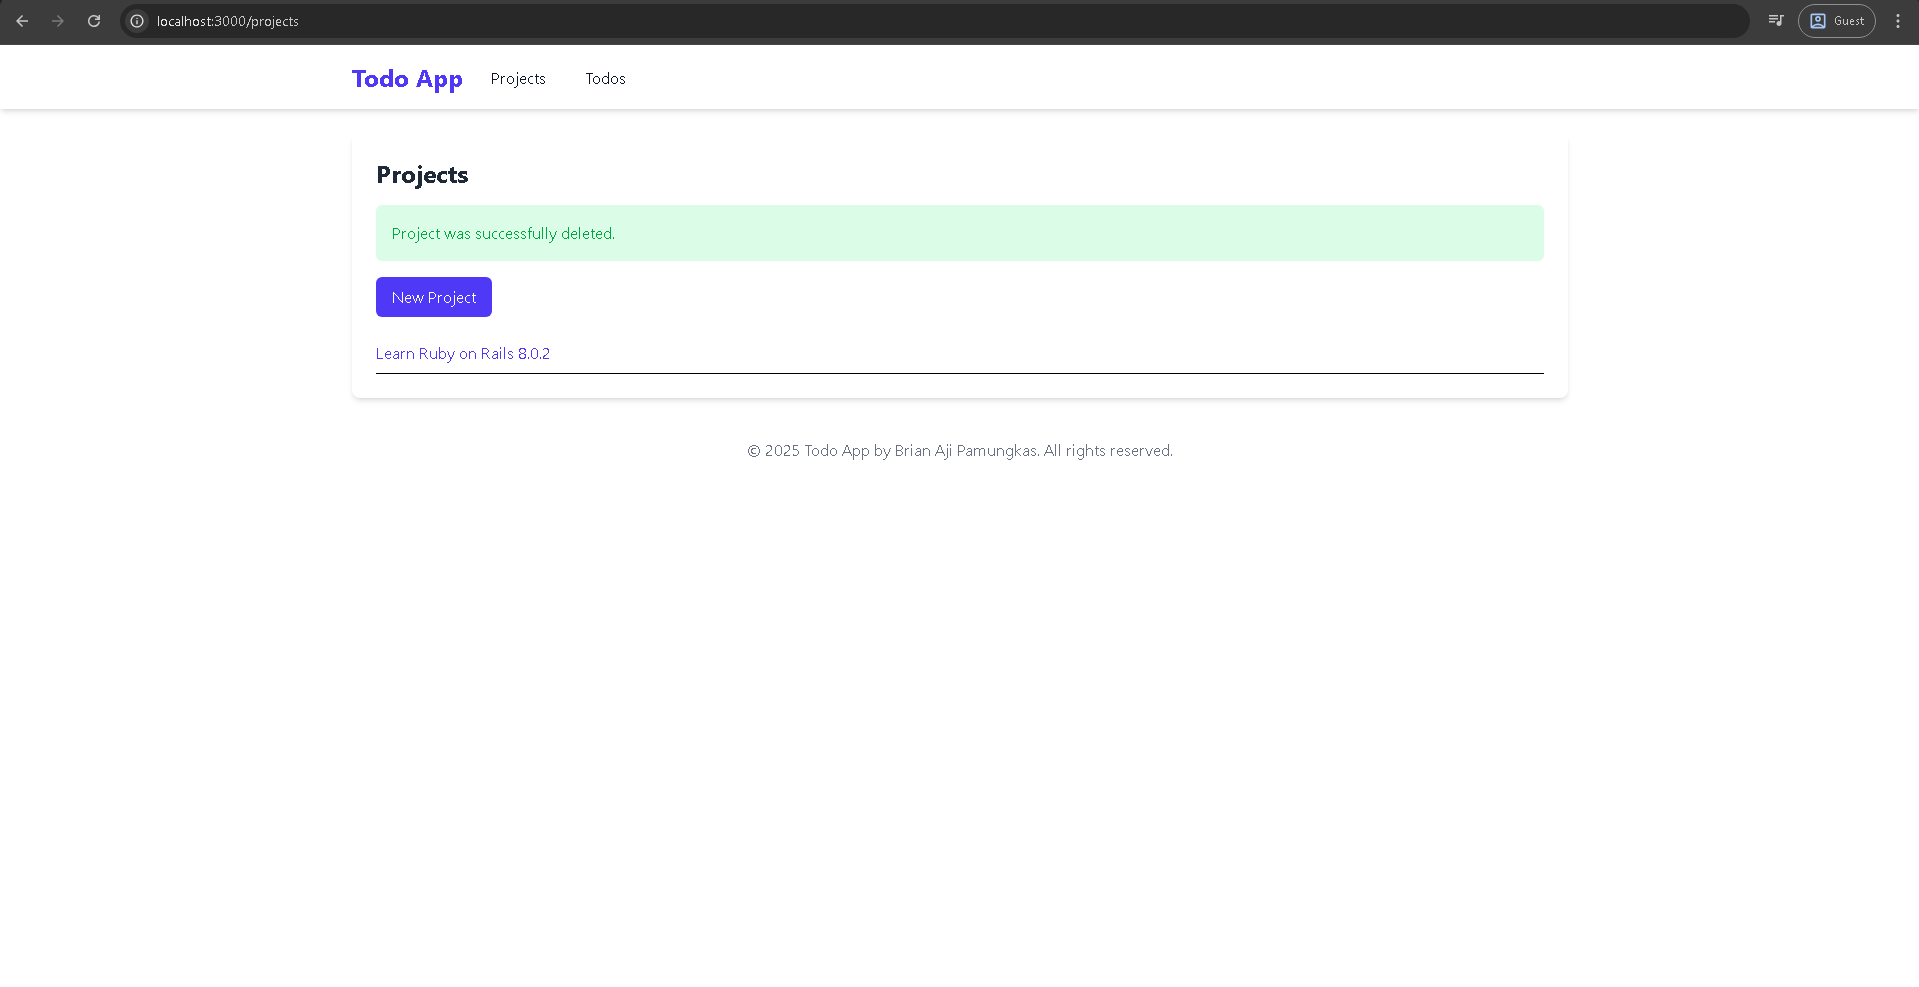 localhost:3000/projects
Guest
Todo App Projects Todos
Projects
Project was successfully deleted.
New Project
Learn Ruby on Rails 8.0.2
© 2025 Todo App by Brian Aji Pamungkas. All rights reserved.